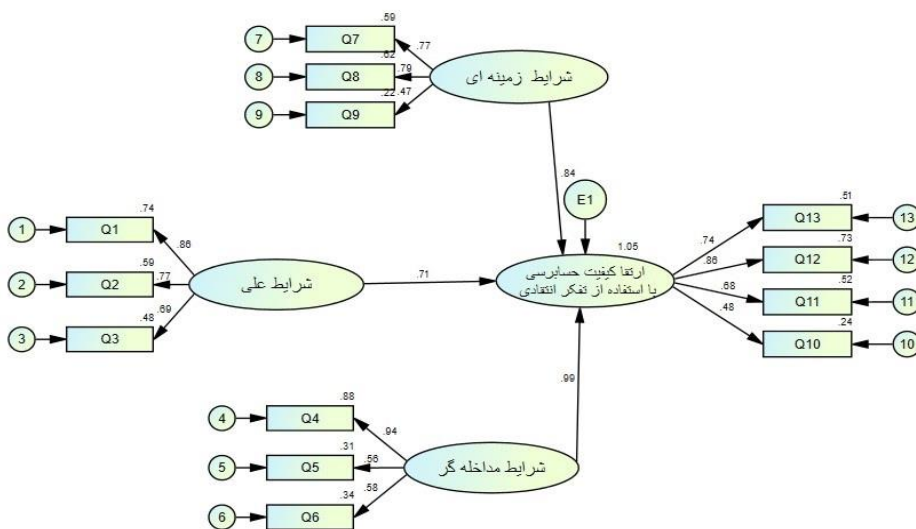 .59
7
Q7
.77
.62
8
Q8
.79
شرایط زمینه ای
.22
.47
9
Q9
.84
E1
.51
Q13
13
.74
1
Q1
.74
.86
1.05
ارتقا کیفیت حسابرسی
با استفاده از تفکر انتقادی
.73
Q12
12
.86
.59
2
Q2
.77
شرایط علی
.71
.52
Q11
11
.68
.48
3
Q3
.69
.24
Q10
10
.48
.99
.88
4
Q4
.94
.31
5
Q5
.56
شرایط مداخله گر
.34
6
Q6
.58